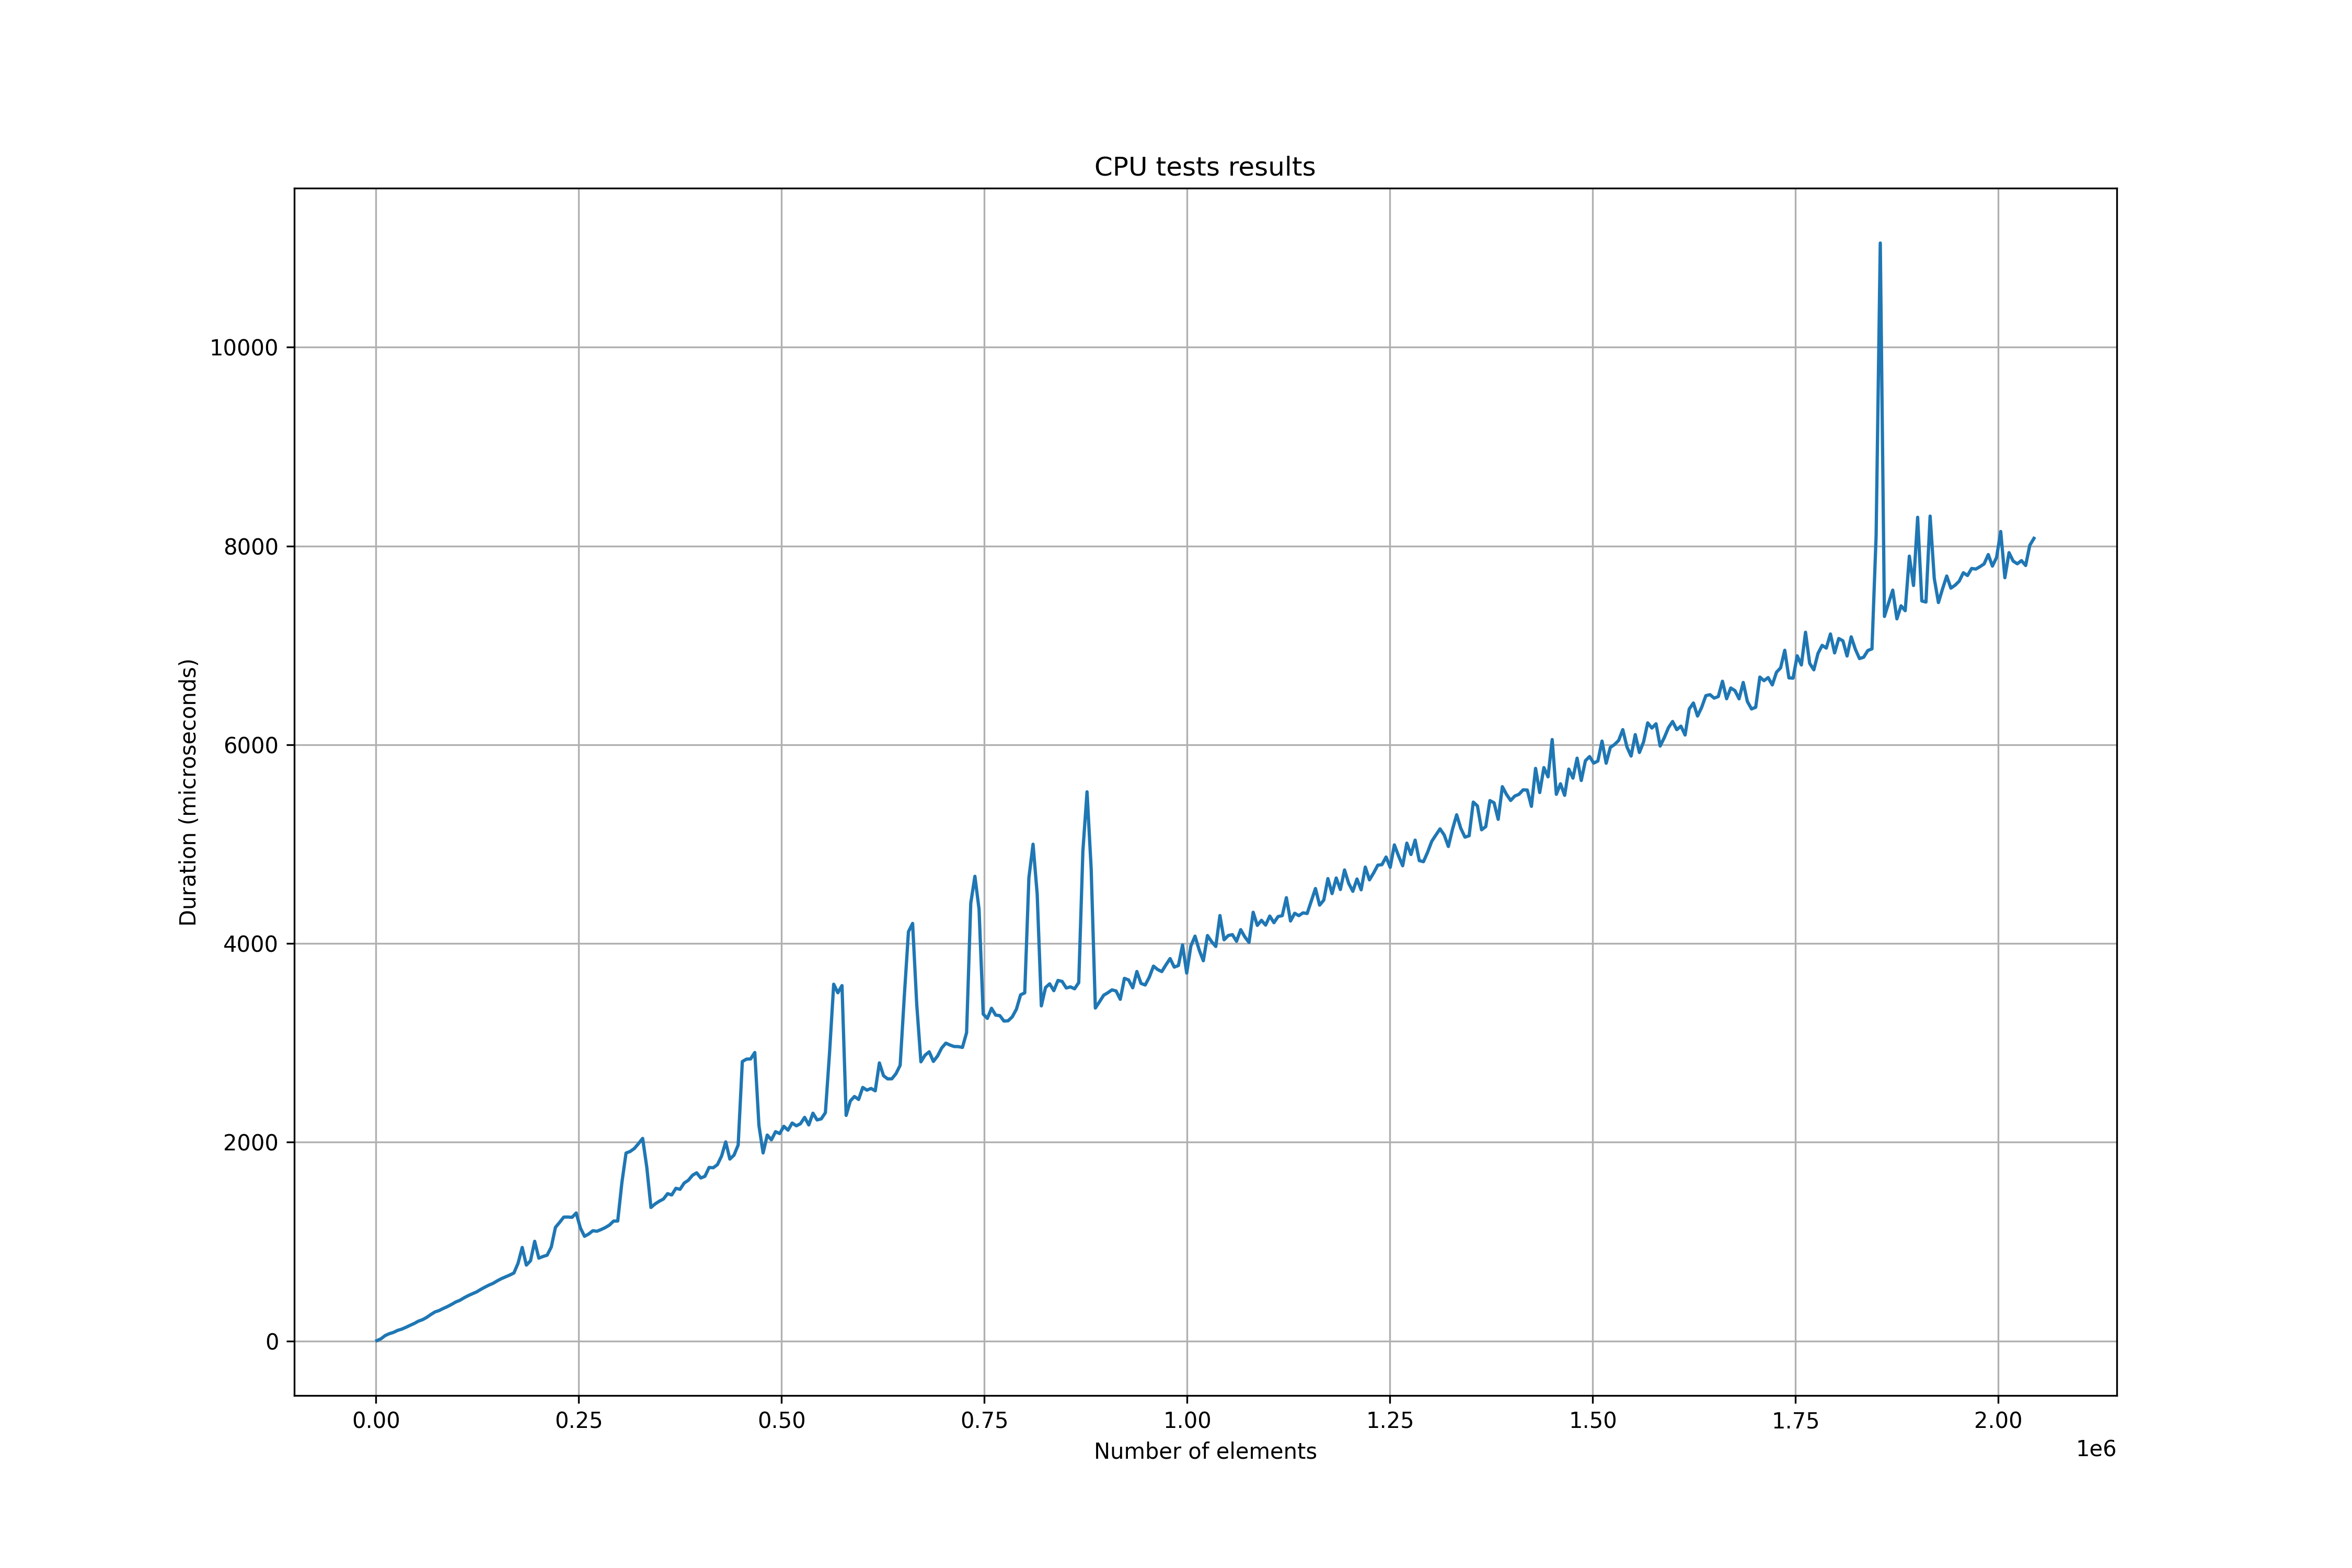 CPU tests results
10000
8000
6000
4000
2000
0
Duration (microseconds)
0.00 0.25 0.50 0.75 1.00 1.25 1.50 1.75 2.00
1e6
Number of elements